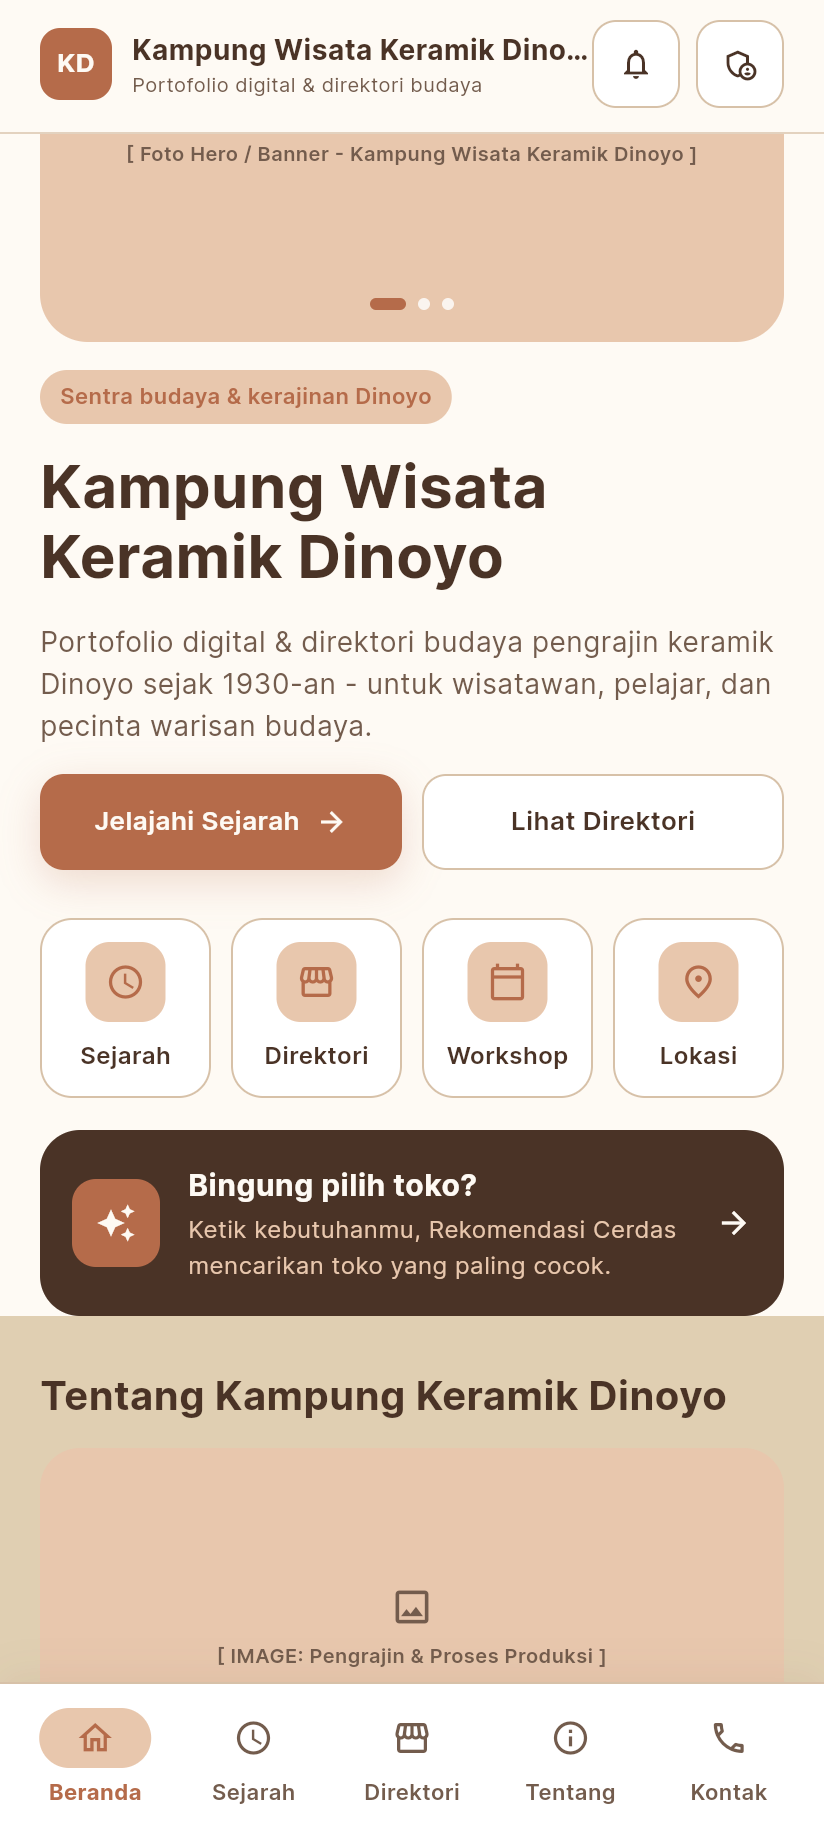 KD
Kampung Wisata Keramik Dino...
Portofolio digital & direktori budaya
[ Foto Hero / Banner - Kampung Wisata Keramik Dinoyo ]
Sentra budaya & kerajinan Dinoyo
Kampung Wisata
Keramik Dinoyo
Portofolio digital & direktori budaya pengrajin keramik
Dinoyo sejak 1930-an - untuk wisatawan, pelajar, dan
pecinta warisan budaya.
Jelajahi Sejarah
Lihat Direktori
Sejarah
Direktori
Workshop
Lokasi
Bingung pilih toko?
Ketik kebutuhanmu, Rekomendasi Cerdas
mencarikan toko yang paling cocok.
Tentang Kampung Keramik Dinoyo
[ IMAGE: Pengrajin & Proses Produksi ]
Beranda
Sejarah
Direktori
Tentang
Kontak